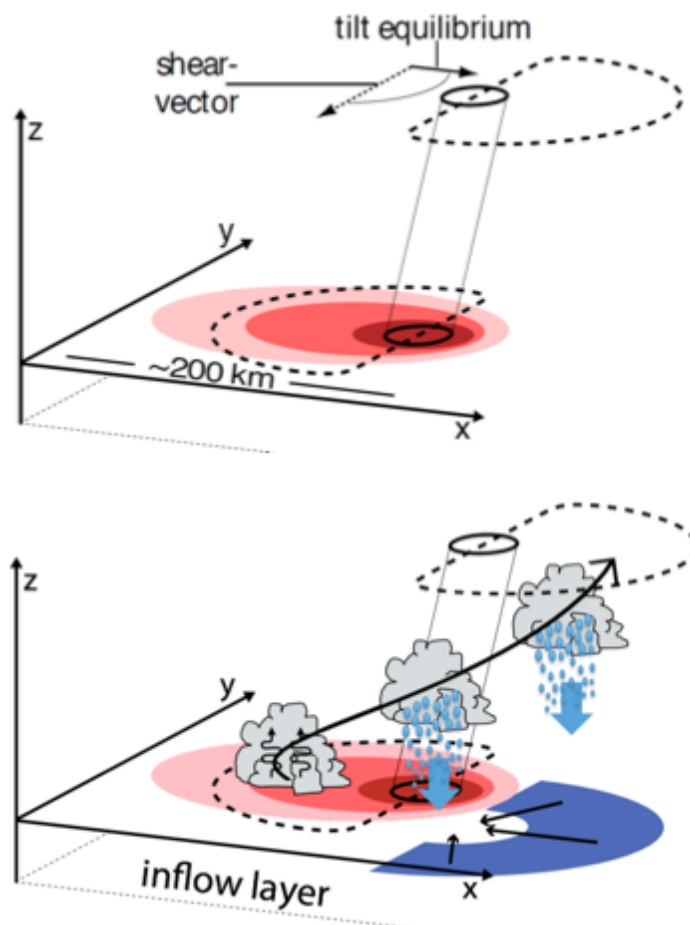 tilt equilibrium
shear-
vector
z
y
~200 km
x
z
y
x
inflow layer